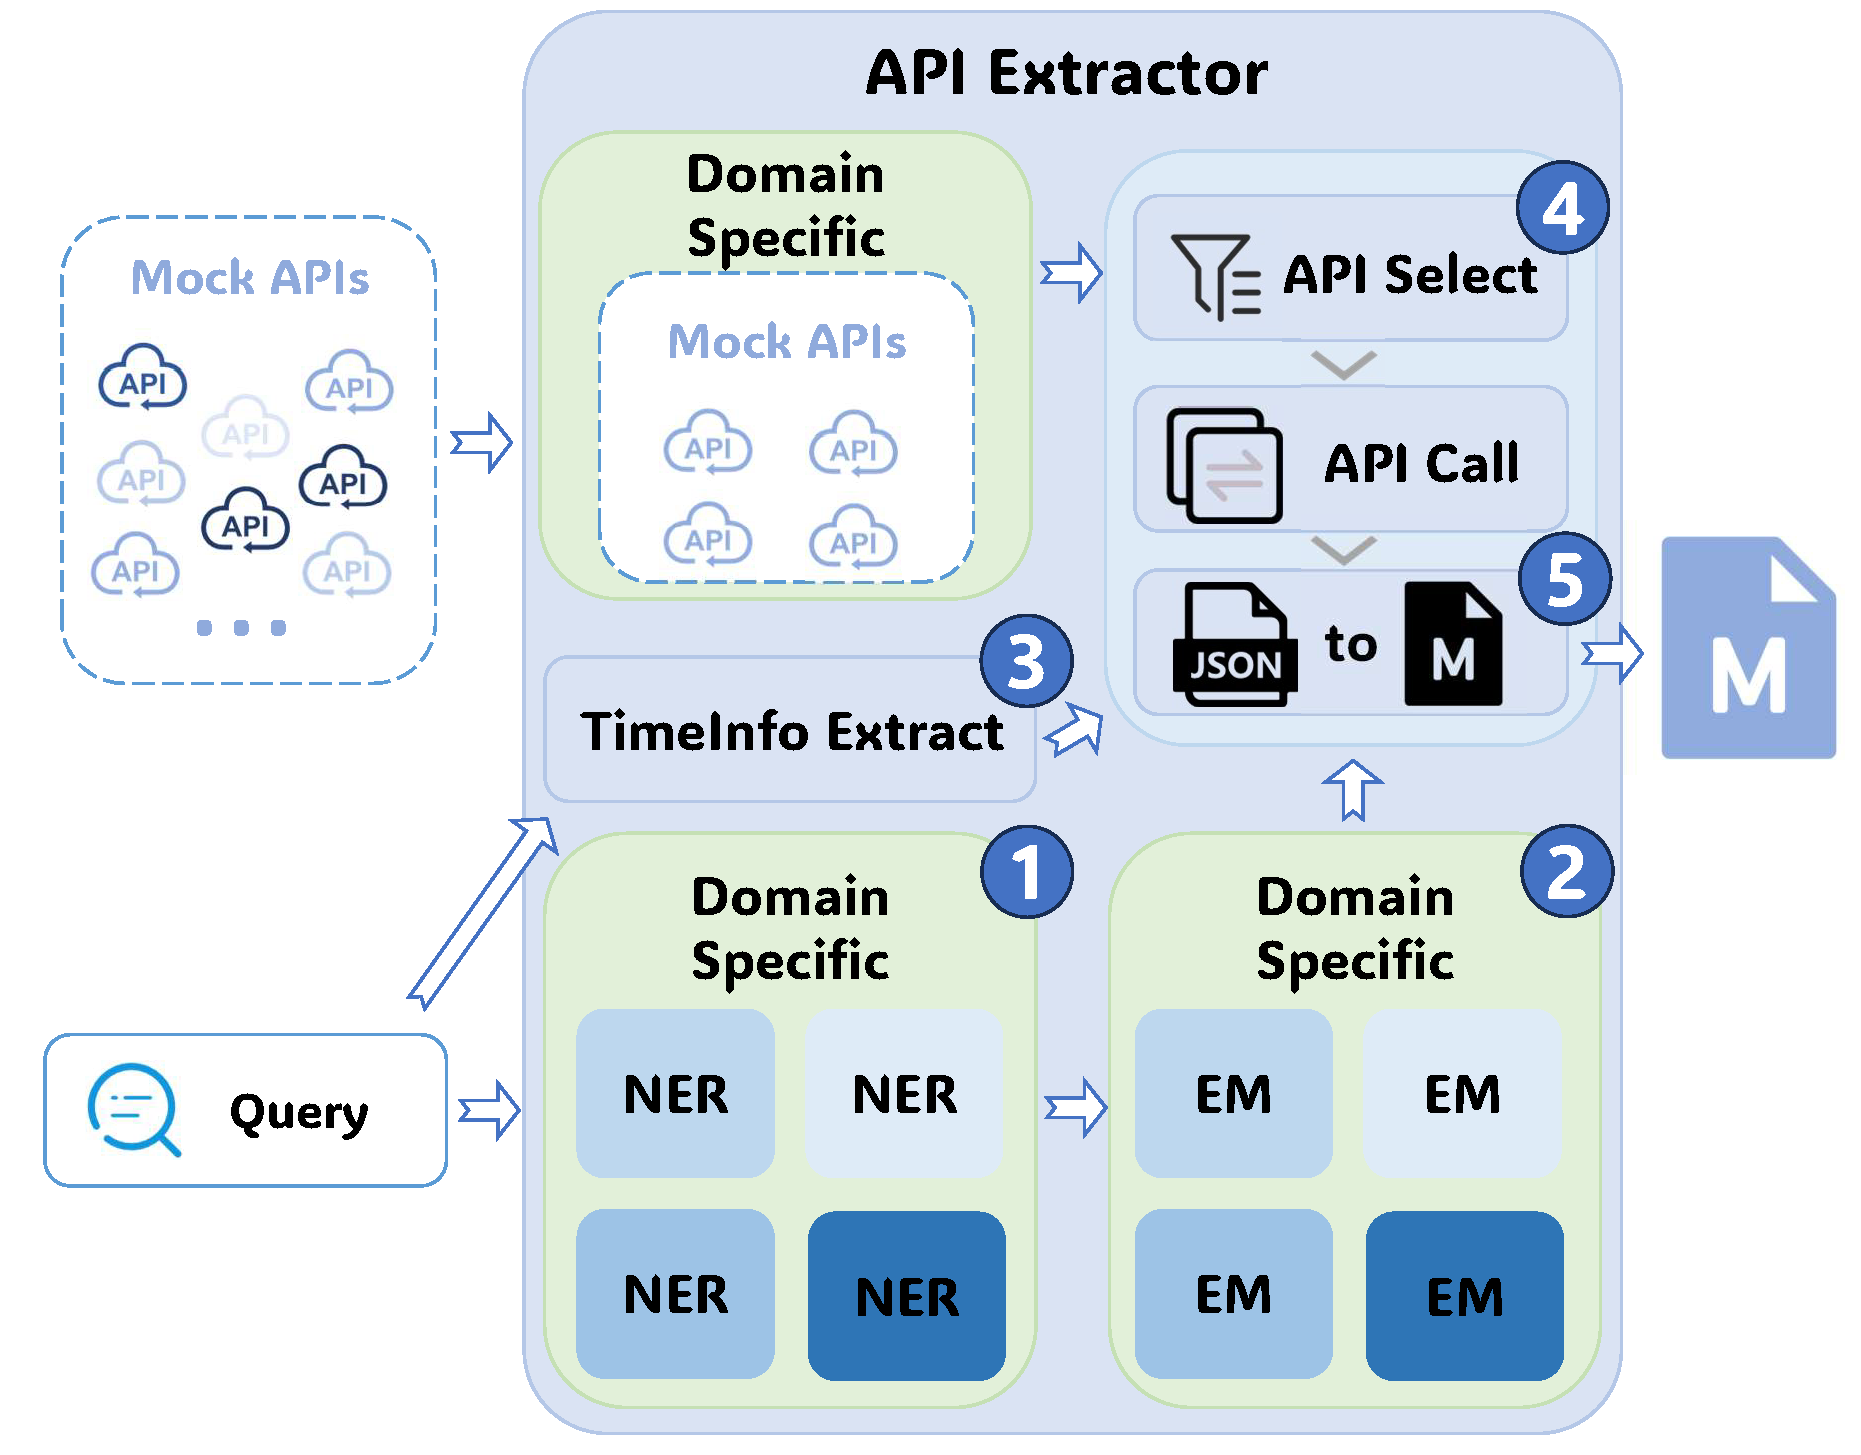 API Extractor
Mock APIs
API
API
API
API
API
API
API
API
...
Domain
Specific
Mock APIs
API
API
API
API
4
API Select
API Call
5
JSON to M
M
3
TimeInfo Extract
Query
1
Domain
Specific
NER NER
NER NER
2
Domain
Specific
EM EM
EM EM